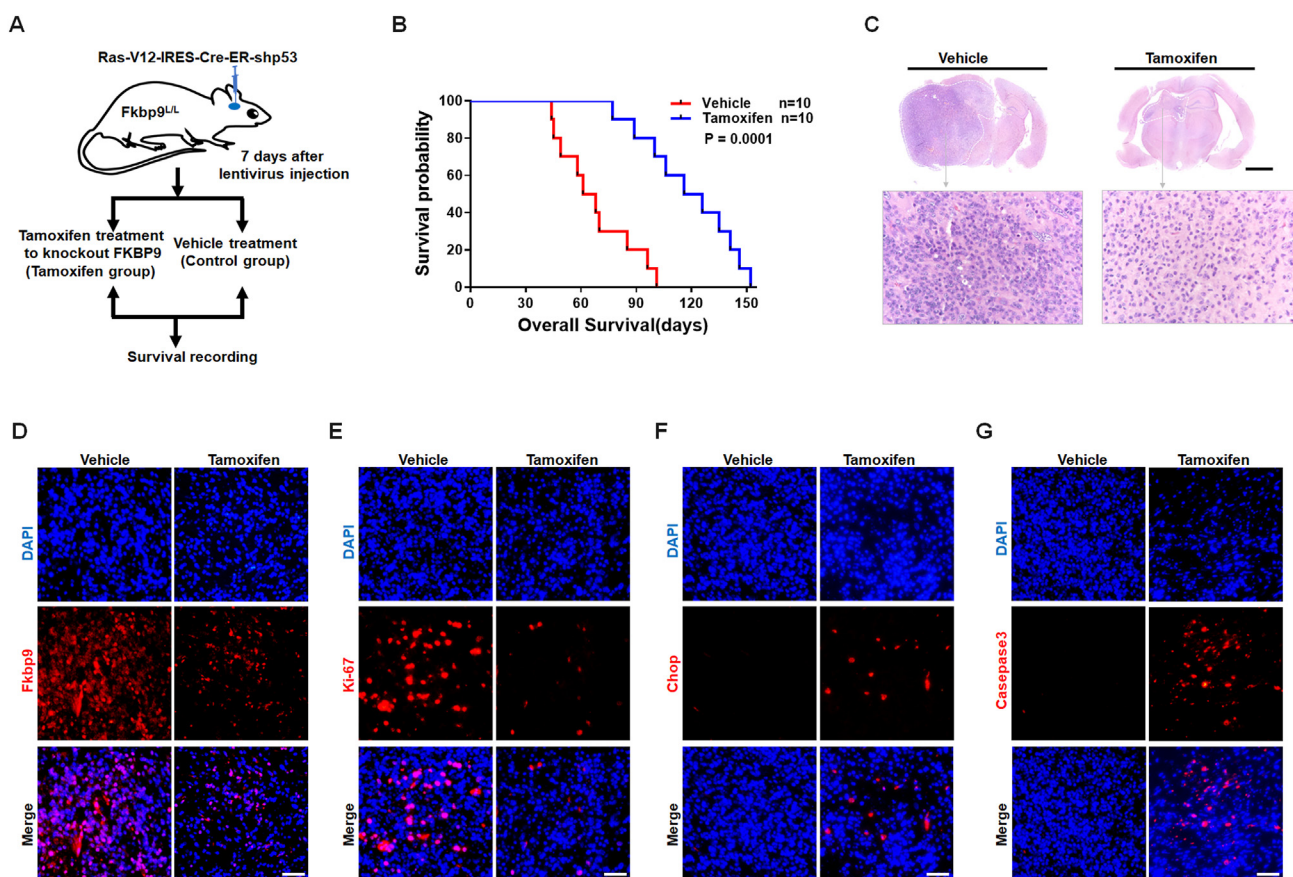 A
Ras-V12-IRES-Cre-ER-shp53
Fkbp9L/L
7 days after
lentivirus injection
Tamoxifen treatment
to knockout FKBP9
(Tamoxifen group)
Vehicle treatment
(Control group)
Survival recording
B
Survival probability
100
80
60
40
20
0
0 30 60 90 120 150
Overall Survival(days)
Vehicle n=10
Tamoxifen n=10
P = 0.0001
C
Vehicle Tamoxifen
D
Vehicle Tamoxifen
DAPI
Fkbp9
Merge
E
Vehicle Tamoxifen
DAPI
Ki-67
Merge
F
Vehicle Tamoxifen
DAPI
Chop
Merge
G
Vehicle Tamoxifen
DAPI
Casepase3
Merge